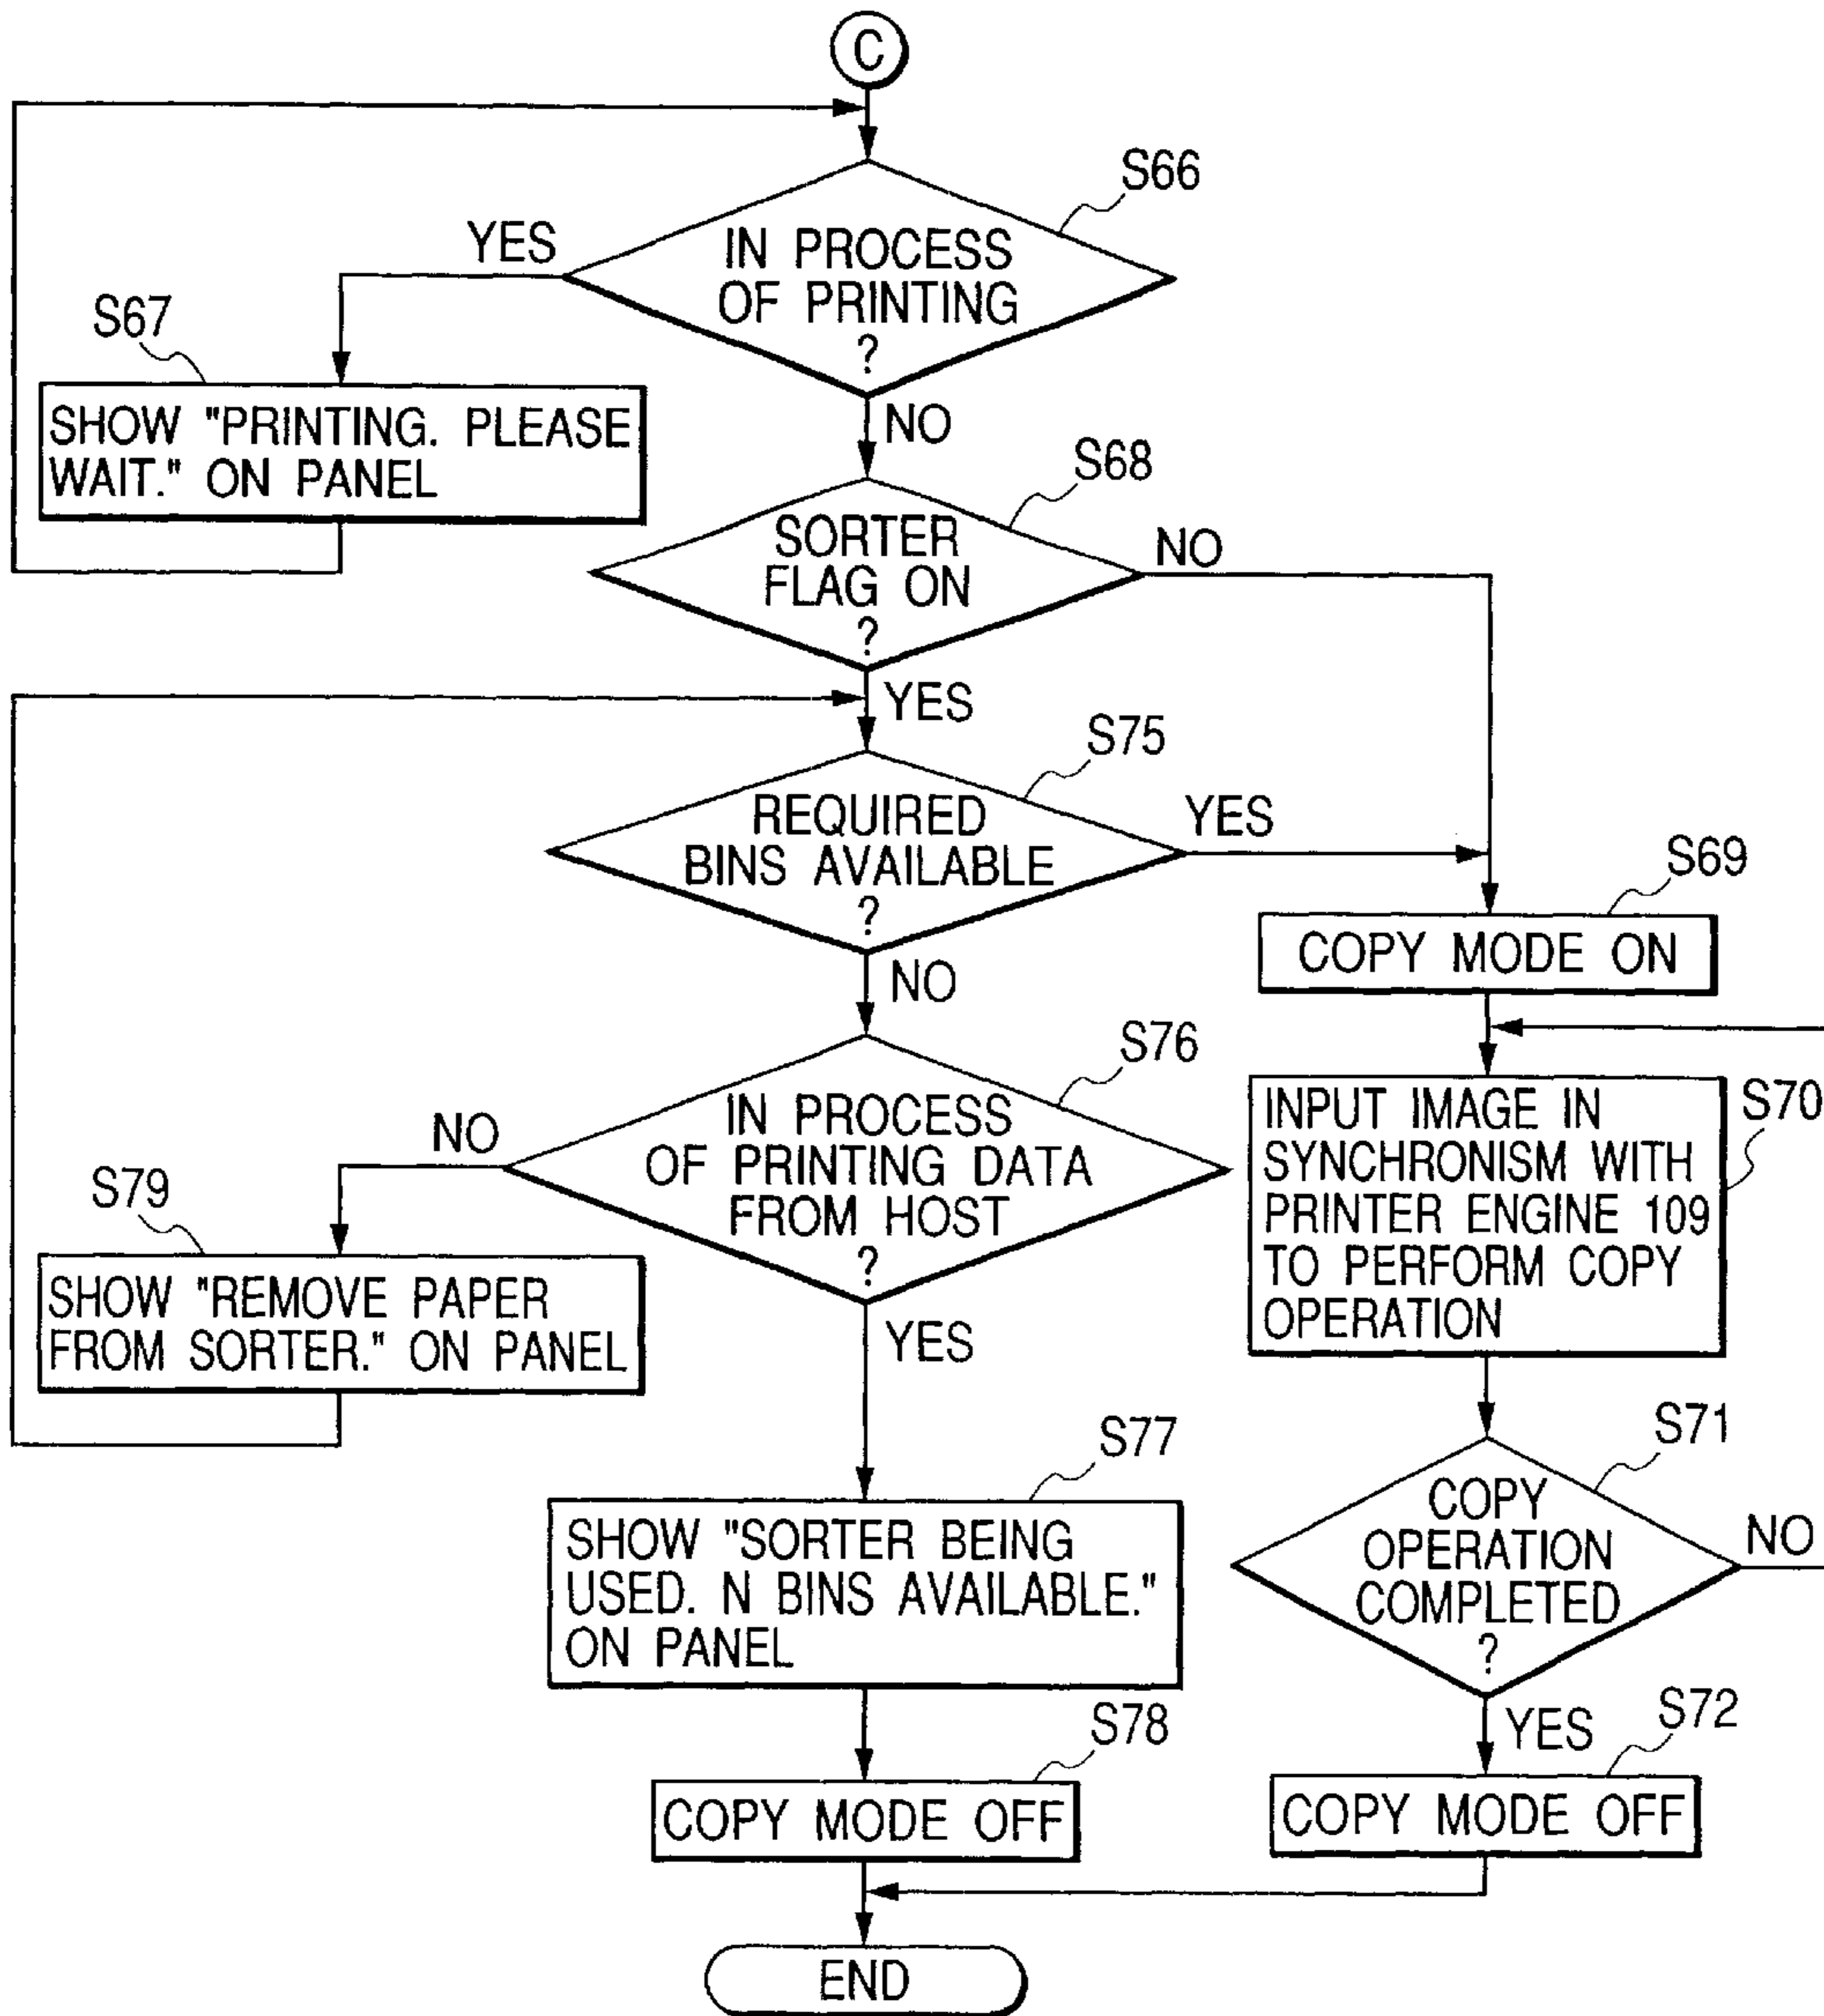 C
S66
YES
IN PROCESS
OF PRINTING
?
S67
SHOW "PRINTING. PLEASE
WAIT." ON PANEL
NO
S68
SORTER
FLAG ON
?
NO
YES
S75
REQUIRED
BINS AVAILABLE
?
YES
S69
COPY MODE ON
NO
S76
IN PROCESS
OF PRINTING DATA
FROM HOST
?
NO
S79
SHOW "REMOVE PAPER
FROM SORTER." ON PANEL
S70
INPUT IMAGE IN
SYNCHRONISM WITH
PRINTER ENGINE 109
TO PERFORM COPY
OPERATION
YES
S77
SHOW "SORTER BEING
USED. N BINS AVAILABLE."
ON PANEL
S71
COPY
OPERATION
COMPLETED
?
NO
S78
COPY MODE OFF
YES
S72
COPY MODE OFF
END